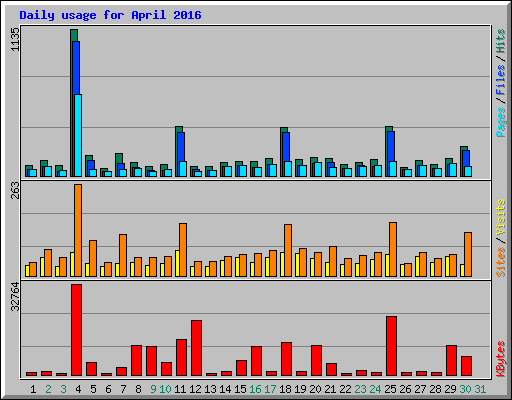 Daily usage for April 2016
1135
Pages / Files / Hits
263
Sites / Visits
32764
KBytes
1 2 3 4 5 6 7 8 9 10 11 12 13 14 15 16 17 18 19 20 21 22 23 24 25 26 27 28 29 30 31